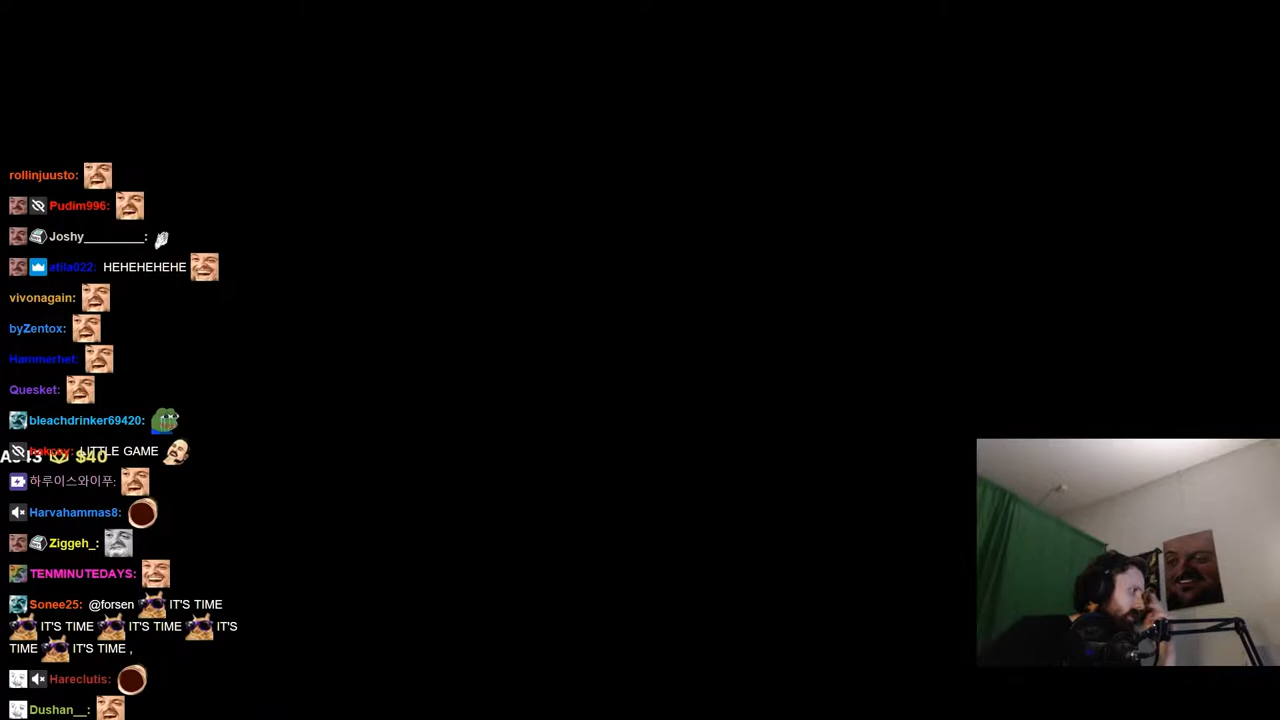 rollinjuusto:
Pudim996:
Joshy_________:
atila022: HEHEHEHEHE
vivonagain:
byZentox:
Hammerhet:
Quesket:
bleachdrinker69420:
LITTLE GAME
$40
하루이스와이푸:
Harvahammas8:
Ziggeh_:
TENMINUTEDAYS:
Sonee25: @forsen IT'S TIME
IT'S TIME IT'S TIME IT'S
TIME IT'S TIME ,
Hareclutis:
Dushan__: